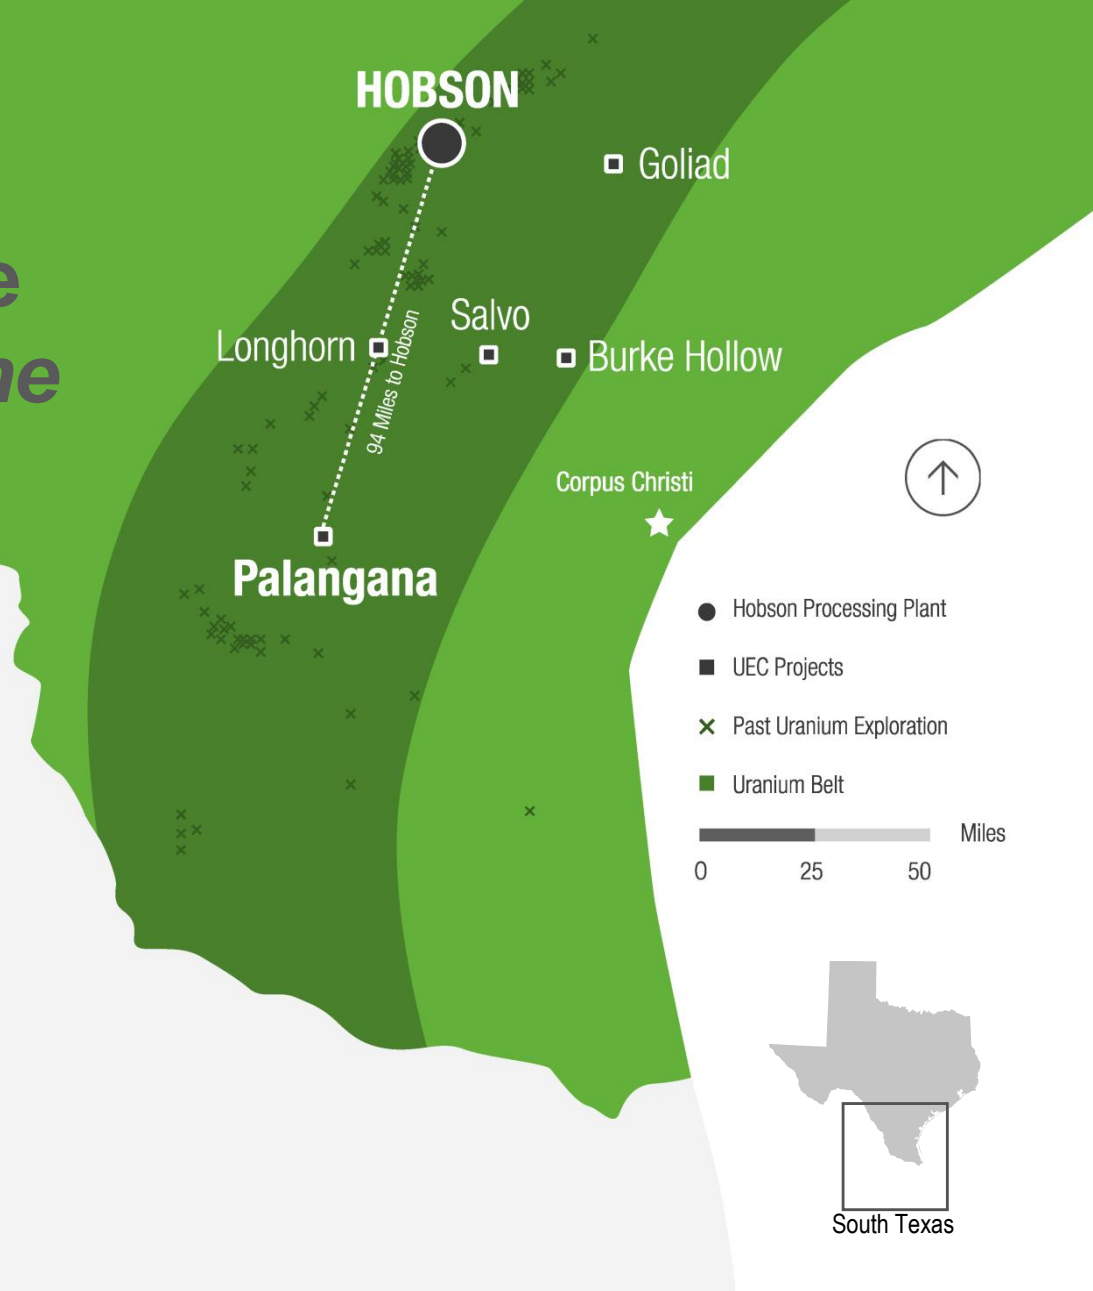 HOBSON
Goliad
Salvo
Longhorn
Burke Hollow
94 Miles to Hobson
Corpus Christi
Palangana
Hobson Processing Plant
UEC Projects
Past Uranium Exploration
Uranium Belt
Miles
0 25 50
South Texas